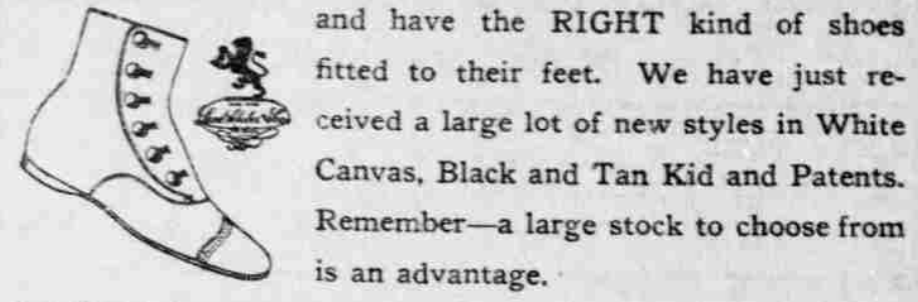 and have the RIGHT kind of shoes
fitted to their feet. We have just re-
ceived a large lot of new styles in White
Canvas, Black and Tan Kid and Patents.
Remember—a large stock to choose from
is an advantage.